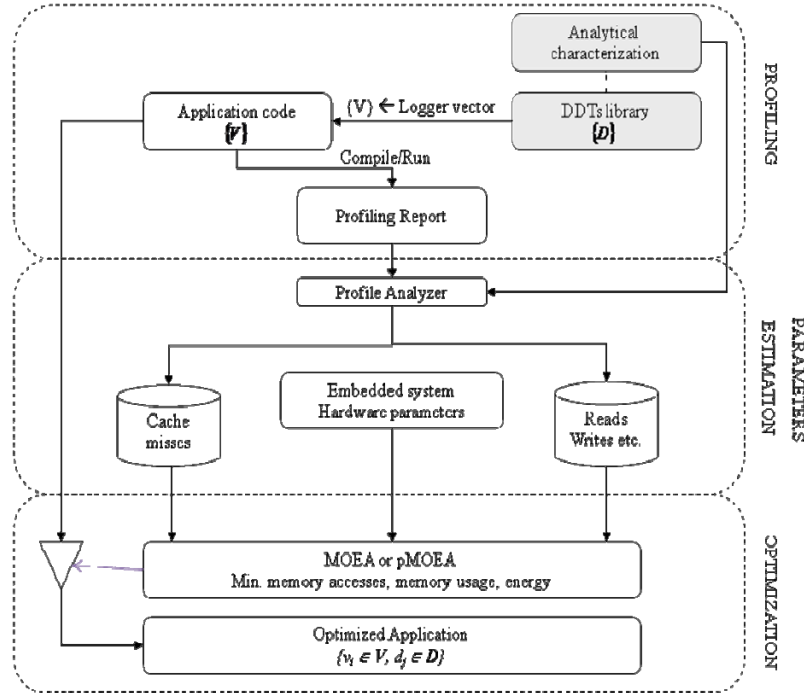 Analytical
characterization
{V} ← Logger vector
Application code
{V}
DDTs library
{D}
Compile/Run
Profiling Report
PROFILING
Profile Analyzer
Embedded system
Hardware parameters
Cache
misses
Reads
Writes etc.
PARAMETERS
ESTIMATION
MOEA or pMOEA
Min. memory accesses, memory usage, energy
Optimized Application
{vᵢ ∈ V, dⱼ ∈ D}
OPTIMIZATION